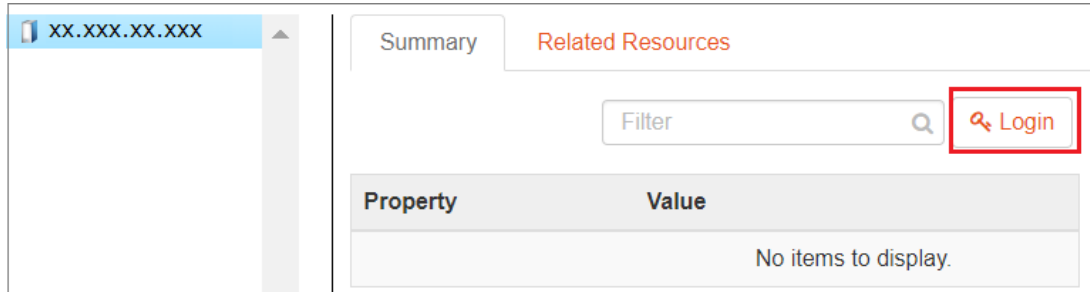 xx.xxx.xx.xxx
Summary Related Resources
Filter Login
Property Value
No items to display.